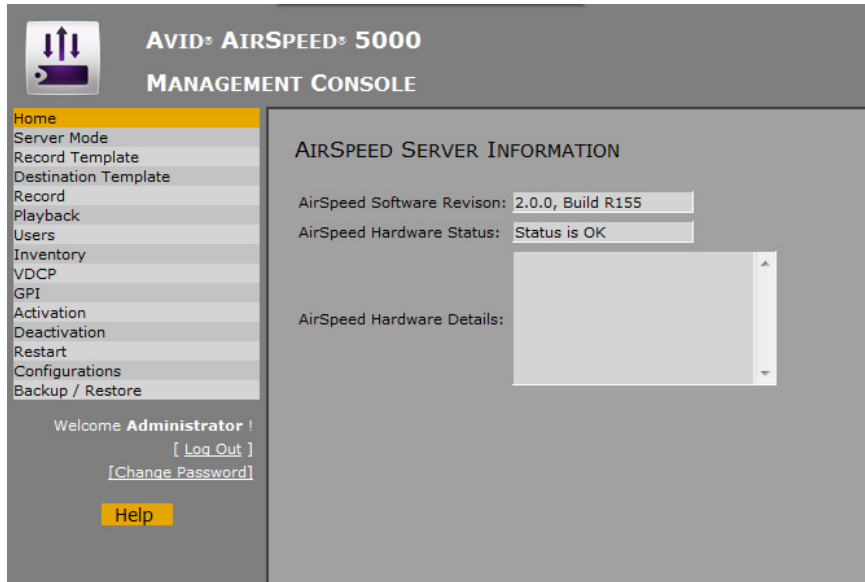 AVID® AIRSPEED® 5000
MANAGEMENT CONSOLE
Home
Server Mode
Record Template
Destination Template
Record
Playback
Users
Inventory
VDCP
GPI
Activation
Deactivation
Restart
Configurations
Backup / Restore
Welcome Administrator !
[ Log Out ]
[Change Password]
Help
AIRSPEED SERVER INFORMATION
AirSpeed Software Revison: 2.0.0, Build R155
AirSpeed Hardware Status: Status is OK
AirSpeed Hardware Details: